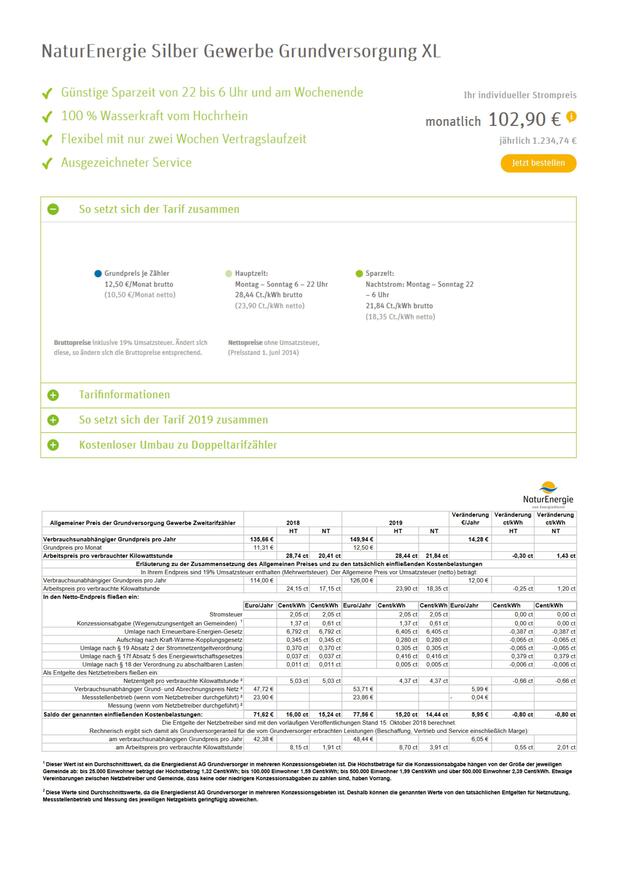 NaturEnergie Silber Gewerbe Grundversorgung XL
Günstige Sparzeit von 22 bis 6 Uhr und am Wochenende
100 % Wasserkraft vom Hochrhein
Flexibel mit nur zwei Wochen Vertragslaufzeit
Ausgezeichneter Service
Ihr individueller Strompreis
monatlich 102,90 € i
jährlich 1.234,74 €
Jetzt bestellen
So setzt sich der Tarif zusammen
Grundpreis je Zähler
12,50 €/Monat brutto
(10,50 €/Monat netto)
Hauptzeit:
Montag – Sonntag 6 – 22 Uhr
28,44 Ct./kWh brutto
(23,90 Ct./kWh netto)
Sparzeit:
Nachtstrom: Montag – Sonntag 22
– 6 Uhr
21,84 Ct./kWh brutto
(18,35 Ct./kWh netto)
Bruttopreise inklusive 19% Umsatzsteuer. Ändert sich
diese, so ändern sich die Bruttopreise entsprechend.
Nettopreise ohne Umsatzsteuer,
(Preisstand 1. Juni 2014)
Tarifinformationen
So setzt sich der Tarif 2019 zusammen
Kostenloser Umbau zu Doppeltarifzähler
NaturEnergie
Allgemeiner Preis der Grundversorgung Gewerbe Zweitarifzähler 2018 2019 Veränderung €/Jahr Veränderung ct/kWh Veränderung ct/kWh
HT NT HT NT HT NT
Verbrauchsunabhängiger Grundpreis pro Jahr 135,66 € 149,94 € 14,28 €
Grundpreis pro Monat 11,31 € 12,50 €
Arbeitspreis pro verbrauchter Kilowattstunde 28,74 ct 20,41 ct 28,44 ct 21,84 ct -0,30 ct 1,43 ct
Erläuterung zu der Zusammensetzung des Allgemeinen Preises und zu den tatsächlich einfließenden Kostenbelastungen
In Ihrem Endpreis sind 19% Umsatzsteuer enthalten (Mehrwertsteuer). Der Allgemeine Preis vor Umsatzsteuer (netto) beträgt
Verbrauchsunabhängiger Grundpreis pro Jahr 114,00 € 126,00 € 12,00 €
Arbeitspreis pro verbrauchte Kilowattstunde 24,15 ct 17,15 ct 23,90 ct 18,35 ct -0,25 ct 1,20 ct
In den Netto-Endpreis fließen ein:
Euro/Jahr Cent/kWh Cent/kWh Euro/Jahr Cent/kWh Cent/kWh Euro/Jahr Cent/kWh Cent/kWh
Stromsteuer 2,05 ct 2,05 ct 2,05 ct 2,05 ct 0,00 ct 0,00 ct
Konzessionsabgabe (Wegenutzungsentgelt an Gemeinden) ¹ 1,37 ct 0,61 ct 1,37 ct 0,61 ct 0,00 ct 0,00 ct
Umlage nach Erneuerbare-Energien-Gesetz 6,792 ct 6,792 ct 6,405 ct 6,405 ct -0,387 ct -0,387 ct
Aufschlag nach Kraft-Wärme-Kopplungsgesetz 0,345 ct 0,345 ct 0,280 ct 0,280 ct -0,065 ct -0,065 ct
Umlage nach § 19 Absatz 2 der Stromnetzentgeltverordnung 0,370 ct 0,370 ct 0,305 ct 0,305 ct -0,065 ct -0,065 ct
Umlage nach § 17f Absatz 5 des Energiewirtschaftsgesetzes 0,037 ct 0,037 ct 0,416 ct 0,416 ct 0,379 ct 0,379 ct
Umlage nach § 18 der Verordnung zu abschaltbaren Lasten 0,011 ct 0,011 ct 0,005 ct 0,005 ct -0,006 ct -0,006 ct
Als Entgelte des Netzbetreibers fließen ein:
Netzentgelt pro verbrauchte Kilowattstunde ² 5,03 ct 5,03 ct 4,37 ct 4,37 ct -0,66 ct -0,66 ct
Verbrauchsunabhängiger Grund- und Abrechnungspreis Netz ² 47,72 € 53,71 € 5,99 €
Messstellenbetrieb (wenn vom Netzbetreiber durchgeführt) ² 23,90 € 23,86 € - 0,04 €
Messung (wenn vom Netzbetreiber durchgeführt) ²
Saldo der genannten einfließenden Kostenbelastungen: 71,62 € 16,00 ct 15,24 ct 77,56 € 15,20 ct 14,44 ct 5,95 € -0,80 ct -0,80 ct
Die Entgelte der Netzbetreiber sind mit den vorläufigen Veröffentlichungen Stand 15. Oktober 2018 berechnet
Rechnerisch ergibt sich damit als Grundversorgeranteil für die vom Grundversorger erbrachten Leistungen (Beschaffung, Vertrieb und Service einschließlich Marge):
am verbrauchsunabhängigen Grundpreis pro Jahr 42,38 € 48,44 € 6,05 €
am Arbeitspreis pro verbrauchte Kilowattstunde 8,15 ct 1,91 ct 8,70 ct 3,91 ct 0,55 ct 2,01 ct
¹ Dieser Wert ist ein Durchschnittswert, da die Energiedienst AG Grundversorger in mehreren Konzessionsgebieten ist. Die Höchstbeträge für die Konzessionsabgabe hängen von der Größe der jeweiligen
Gemeinde ab: bis 25.000 Einwohner beträgt der Höchstbetrag 1,32 Cent/kWh; bis 100.000 Einwohner 1,59 Cent/kWh; bis 500.000 Einwohner 1,99 Cent/kWh und über 500.000 Einwohner 2,39 Cent/kWh. Etwaige
Vereinbarungen zwischen Netzbetreiber und Gemeinde, dass keine oder niedrigere Konzessionsabgaben zu zahlen sind, haben Vorrang.
² Diese Werte sind Durchschnittswerte, da die Energiedienst AG Grundversorger in mehreren Konzessionsgebieten ist. Deshalb können die genannten Werte von den tatsächlichen Entgelten für Netznutzung,
Messstellenbetrieb und Messung des jeweiligen Netzgebiets geringfügig abweichen.